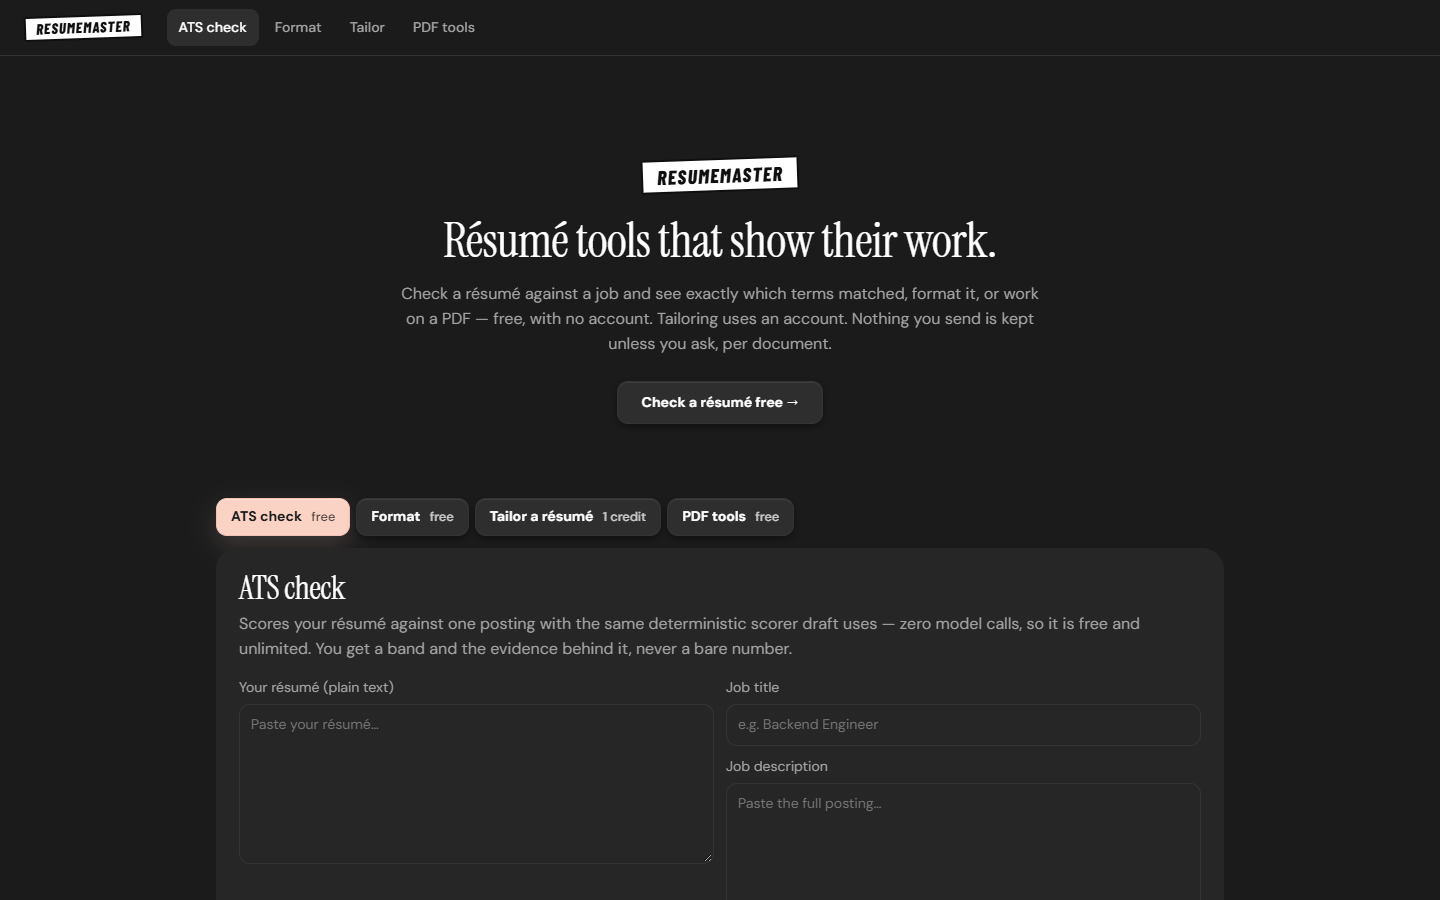 RESUMEMASTER
ATS check
Format
Tailor
PDF tools
RESUMEMASTER
Résumé tools that show their work.
Check a résumé against a job and see exactly which terms matched, format it, or work
on a PDF — free, with no account. Tailoring uses an account. Nothing you send is kept
unless you ask, per document.
Check a résumé free →
ATS check free
Format free
Tailor a résumé 1 credit
PDF tools free
ATS check
Scores your résumé against one posting with the same deterministic scorer draft uses — zero model calls, so it is free and
unlimited. You get a band and the evidence behind it, never a bare number.
Your résumé (plain text)
Paste your résumé…
Job title
e.g. Backend Engineer
Job description
Paste the full posting…